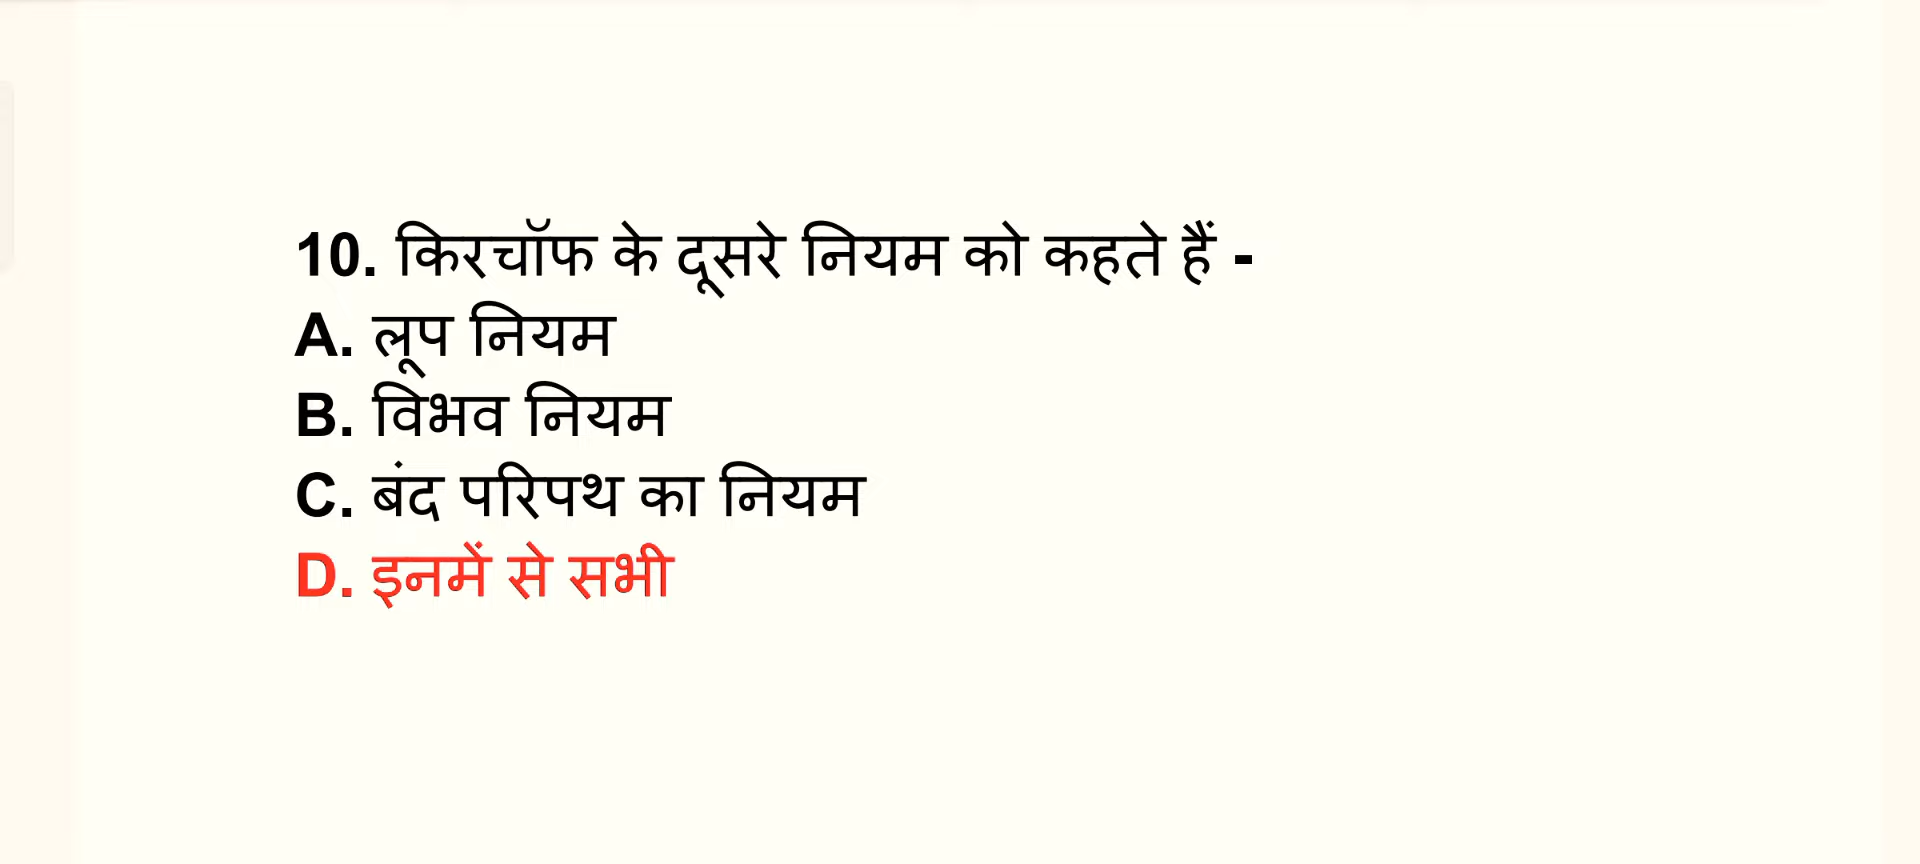 10. किरचॉफ के दूसरे नियम को कहते हैं -
A. लूप नियम
B. विभव नियम
C. बंद परिपथ का नियम
D. इनमें से सभी